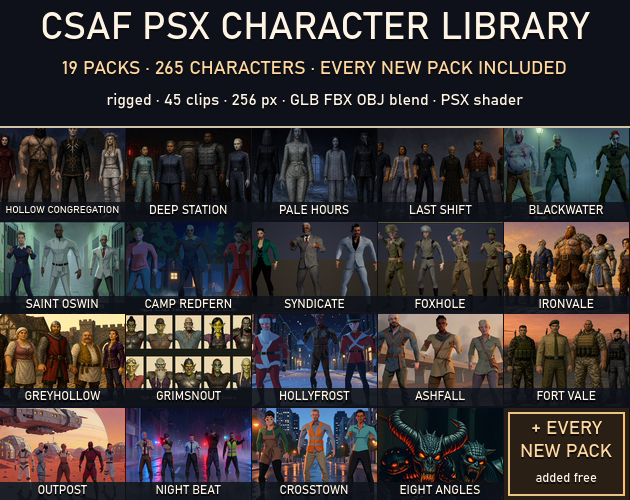 CSAF PSX CHARACTER LIBRARY
19 PACKS · 265 CHARACTERS · EVERY NEW PACK INCLUDED
rigged · 45 clips · 256 px · GLB FBX OBJ blend · PSX shader
HOLLOW CONGREGATION
DEEP STATION
PALE HOURS
LAST SHIFT
BLACKWATER
SAINT OSWIN
CAMP REDFERN
SYNDICATE
FOXHOLE
IRONVALE
GREYHOLLOW
GRIMSNOUT
HOLLYFROST
ASHFALL
FORT VALE
OUTPOST
NIGHT BEAT
CROSSTOWN
EIGHT ANGLES
+ EVERY
NEW PACK
added free